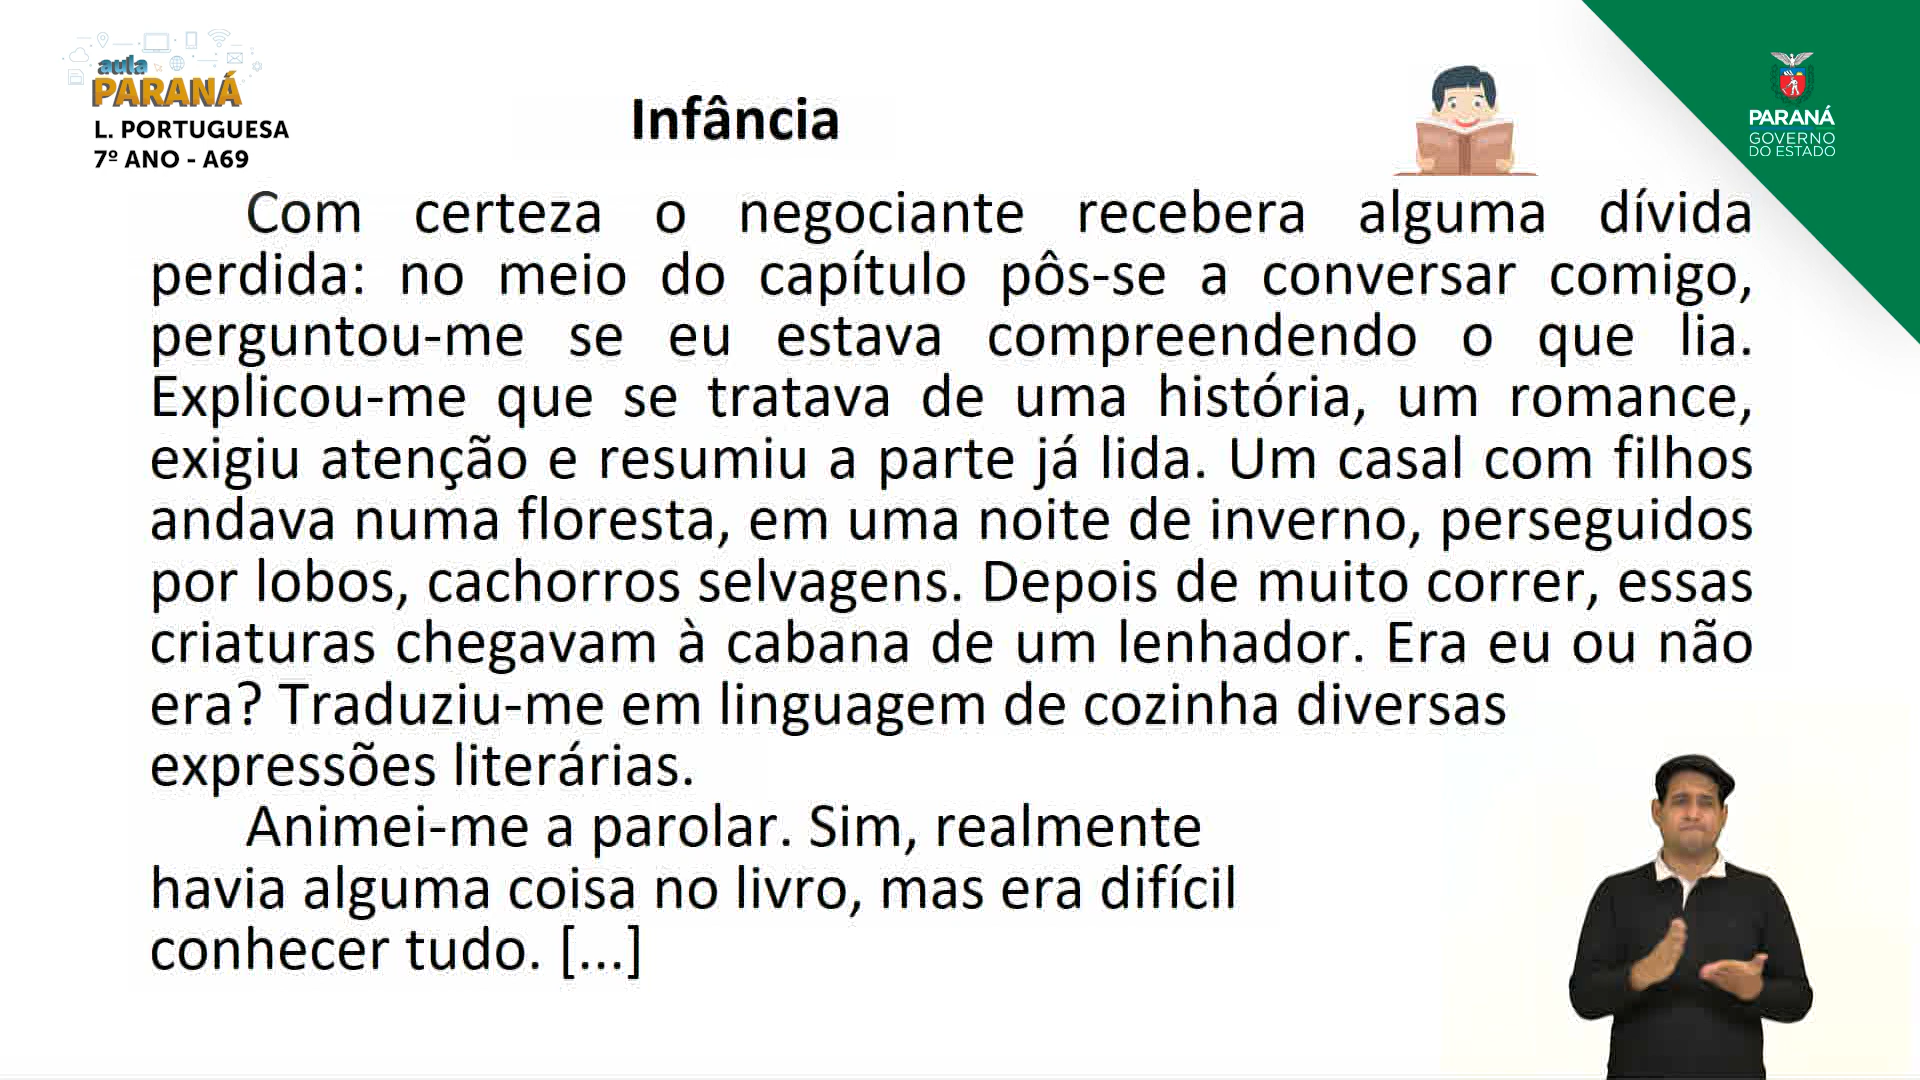 aula
PARANÁ
L. PORTUGUESA
7º ANO - A69
Infância
PARANÁ
GOVERNO
DO ESTADO
Com certeza o negociante recebera alguma dívida
perdida: no meio do capítulo pôs-se a conversar comigo,
perguntou-me se eu estava compreendendo o que lia.
Explicou-me que se tratava de uma história, um romance,
exigiu atenção e resumiu a parte já lida. Um casal com filhos
andava numa floresta, em uma noite de inverno, perseguidos
por lobos, cachorros selvagens. Depois de muito correr, essas
criaturas chegavam à cabana de um lenhador. Era eu ou não
era? Traduziu-me em linguagem de cozinha diversas
expressões literárias.
Animei-me a parolar. Sim, realmente
havia alguma coisa no livro, mas era difícil
conhecer tudo. [...]